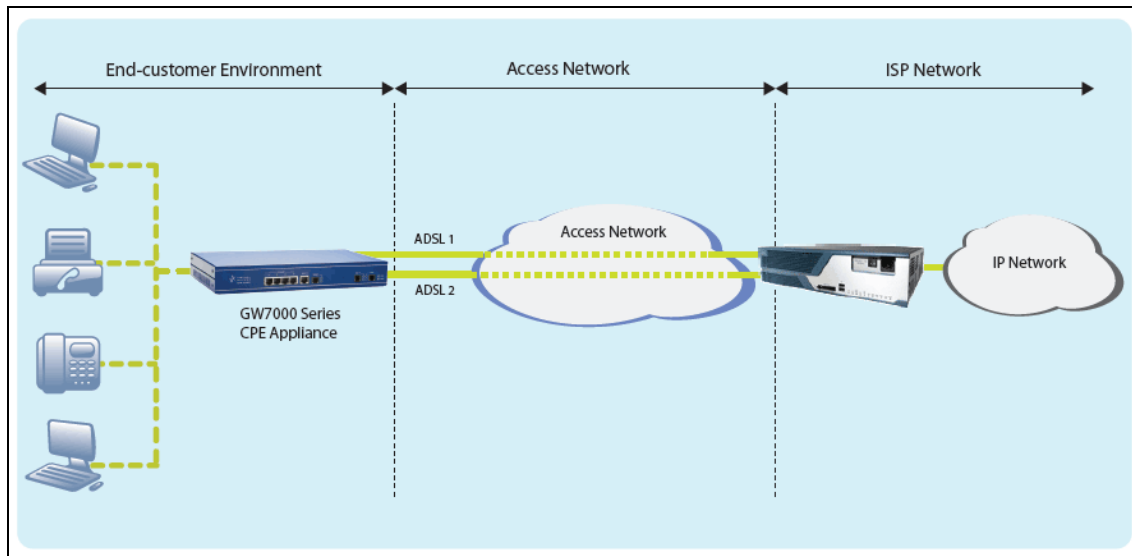 End-customer Environment
Access Network
ISP Network
ADSL 1
Access Network
ADSL 2
IP Network
GW7000 Series
CPE Appliance